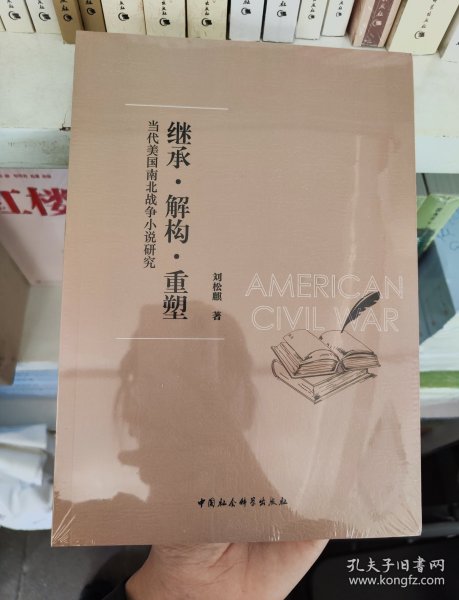 继承·解构·重塑
当代美国南北战争小说研究
刘松麒 著
AMERICAN
CIVIL WAR
中国社会科学出版社
红楼
孔夫子旧书网
www.kongfz.com